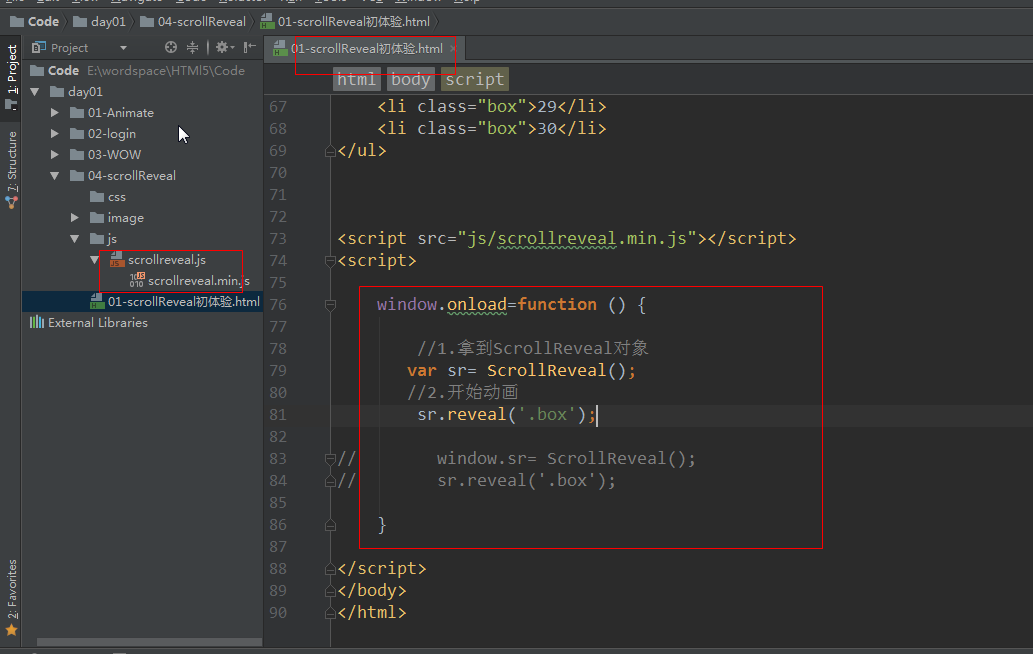 Code day01 04-scrollReveal 01-scrollReveal初体验.html
1: Project
7: Structure
2: Favorites
Project
Code E:\wordspace\HTMl5\Code
day01
01-Animate
02-login
03-WOW
04-scrollReveal
css
image
js
scrollreveal.js
scrollreveal.min.js
01-scrollReveal初体验.html
External Libraries
01-scrollReveal初体验.html
html body script
67 <li class="box">29</li>
68 <li class="box">30</li>
69 </ul>
70
71
72
73 <script src="js/scrollreveal.min.js"></script>
74 <script>
75
76 window.onload=function () {
77
78 //1.拿到ScrollReveal对象
79 var sr= ScrollReveal();
80 //2.开始动画
81 sr.reveal('.box');
82
83 // window.sr= ScrollReveal();
84 // sr.reveal('.box');
85
86 }
87
88 </script>
89 </body>
90 </html>